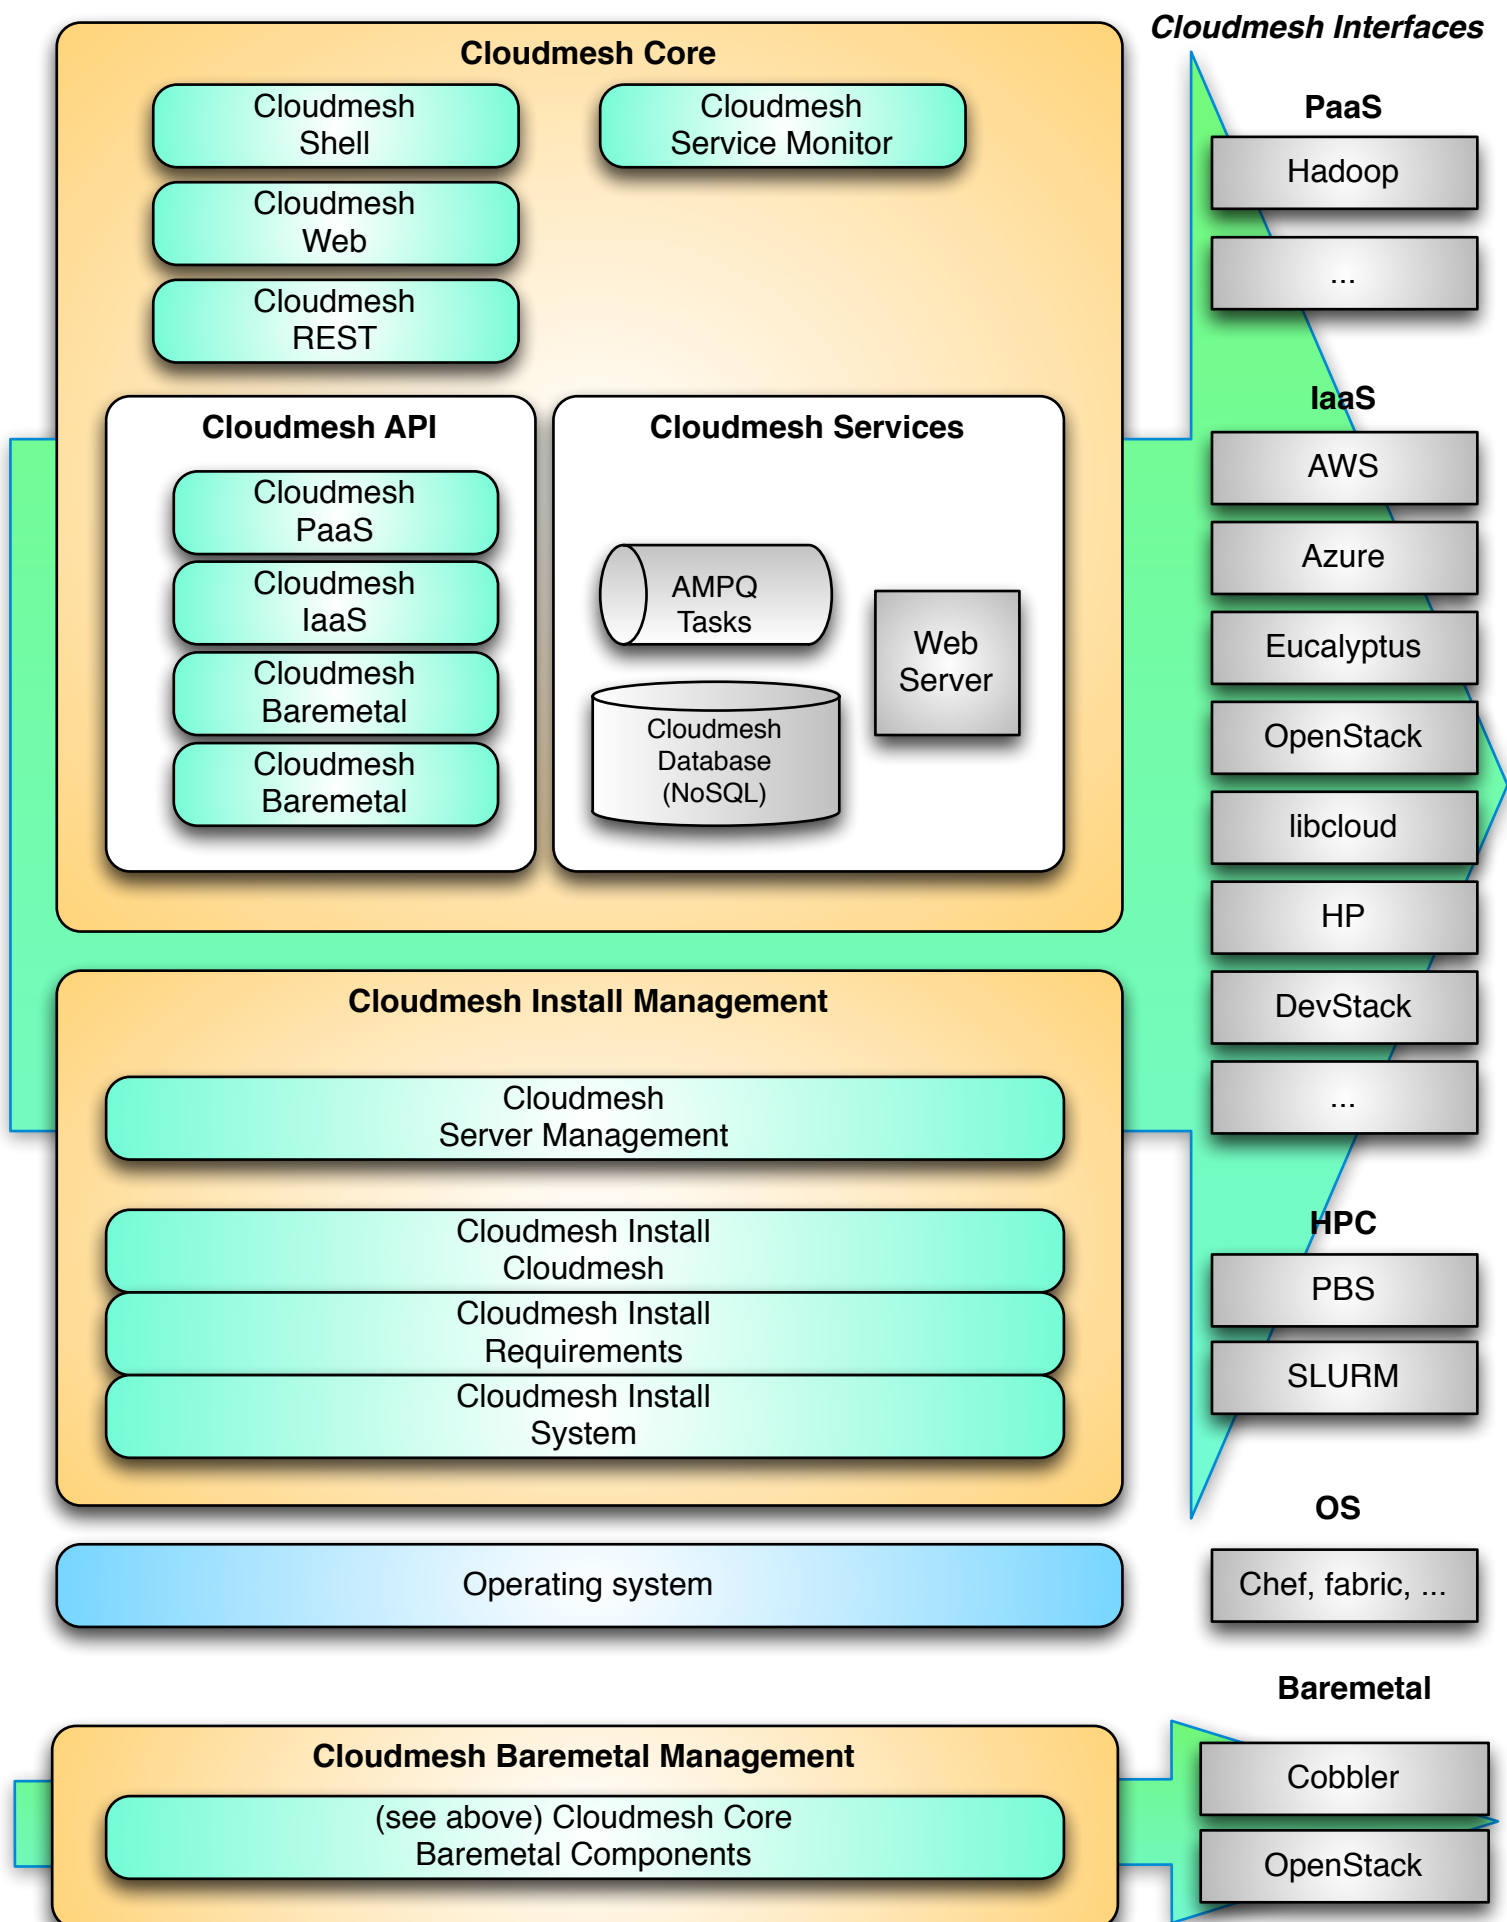 Cloudmesh Core
Cloudmesh
Shell
Cloudmesh
Service Monitor
Cloudmesh
Web
Cloudmesh
REST
Cloudmesh API
Cloudmesh
PaaS
Cloudmesh
IaaS
Cloudmesh
Baremetal
Cloudmesh
Baremetal
Cloudmesh Services
AMPQ
Tasks
Web
Server
Cloudmesh
Database
(NoSQL)
Cloudmesh Install Management
Cloudmesh
Server Management
Cloudmesh Install
Cloudmesh
Cloudmesh Install
Requirements
Cloudmesh Install
System
Operating system
Cloudmesh Baremetal Management
(see above) Cloudmesh Core
Baremetal Components
Cloudmesh Interfaces
PaaS
Hadoop
...
IaaS
AWS
Azure
Eucalyptus
OpenStack
libcloud
HP
DevStack
...
HPC
PBS
SLURM
OS
Chef, fabric, ...
Baremetal
Cobbler
OpenStack